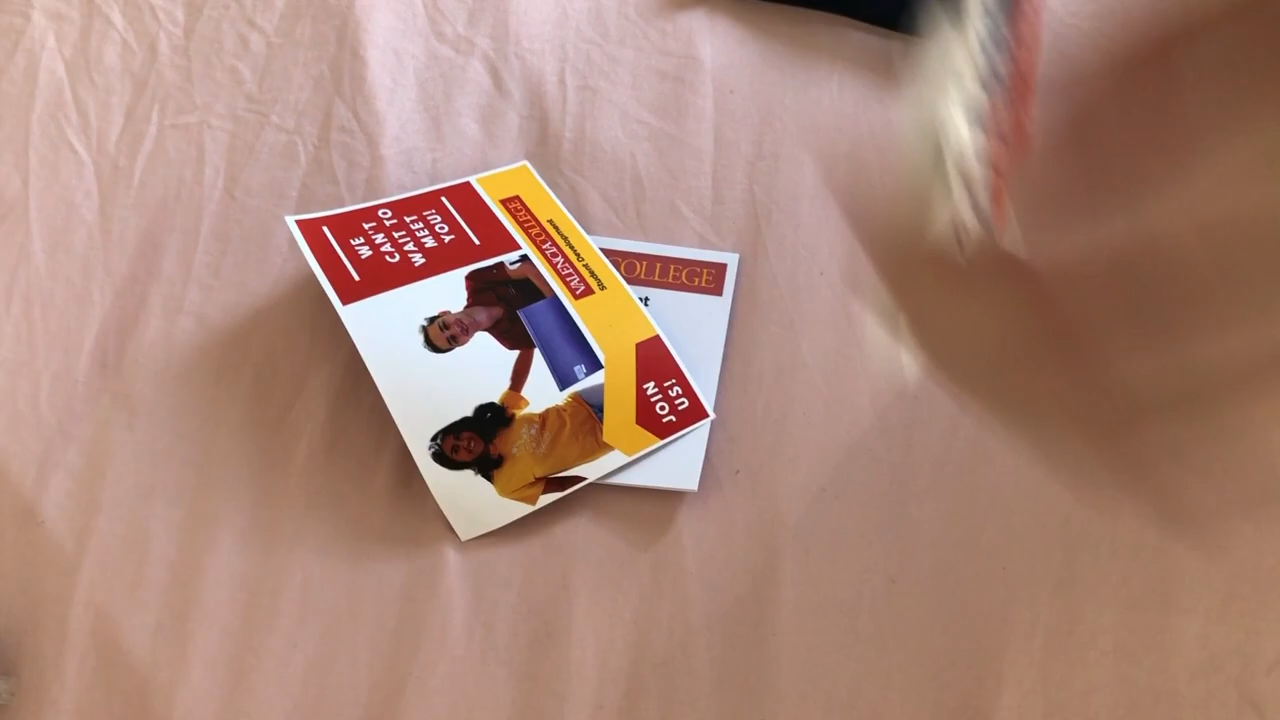 WE
CAN'T
WAIT TO
MEET
YOU!
VALENCIACOLLEGE
Student Development
JOIN
US!
COLLEGE